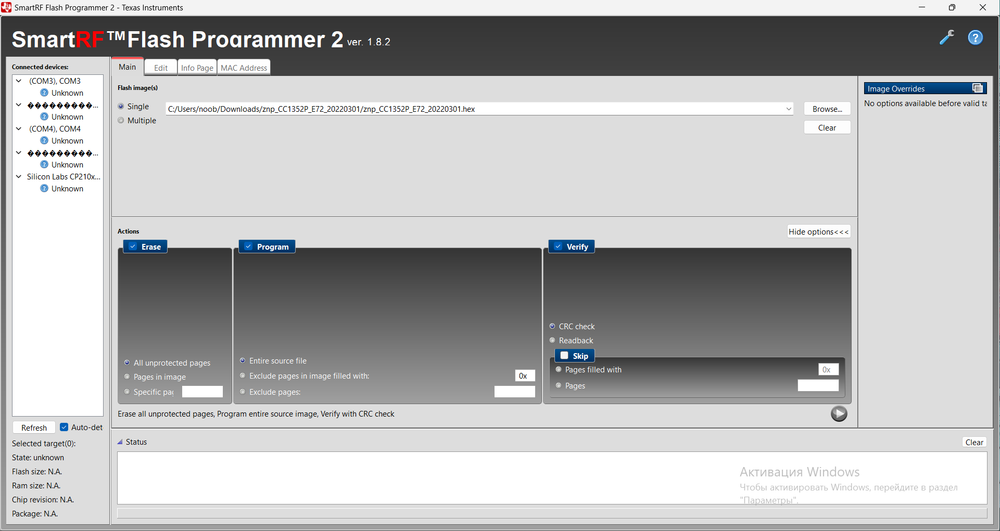 SmartRF Flash Programmer 2 - Texas Instruments
SmartRF™Flash Programmer 2 ver. 1.8.2
Connected devices:
(COM3), COM3
Unknown
���������...
Unknown
(COM4), COM4
Unknown
���������...
Unknown
Silicon Labs CP210x...
Unknown
Refresh
Auto-det
Selected target(0):
State: unknown
Flash size: N.A.
Ram size: N.A.
Chip revision: N.A.
Package: N.A.
Main
Edit
Info Page
MAC Address
Flash image(s)
Single
C:/Users/noob/Downloads/znp_CC1352P_E72_20220301/znp_CC1352P_E72_20220301.hex
Browse...
Multiple
Clear
Actions
Hide options<<<
Erase
All unprotected pages
Pages in image
Specific pag
Program
Entire source file
Exclude pages in image filled with:
0x
Exclude pages:
Verify
CRC check
Readback
Skip
Pages filled with
0x
Pages
Erase all unprotected pages, Program entire source image, Verify with CRC check
Image Overrides
No options available before valid ta
Status
Clear
Активация Windows
Чтобы активировать Windows, перейдите в раздел
"Параметры".